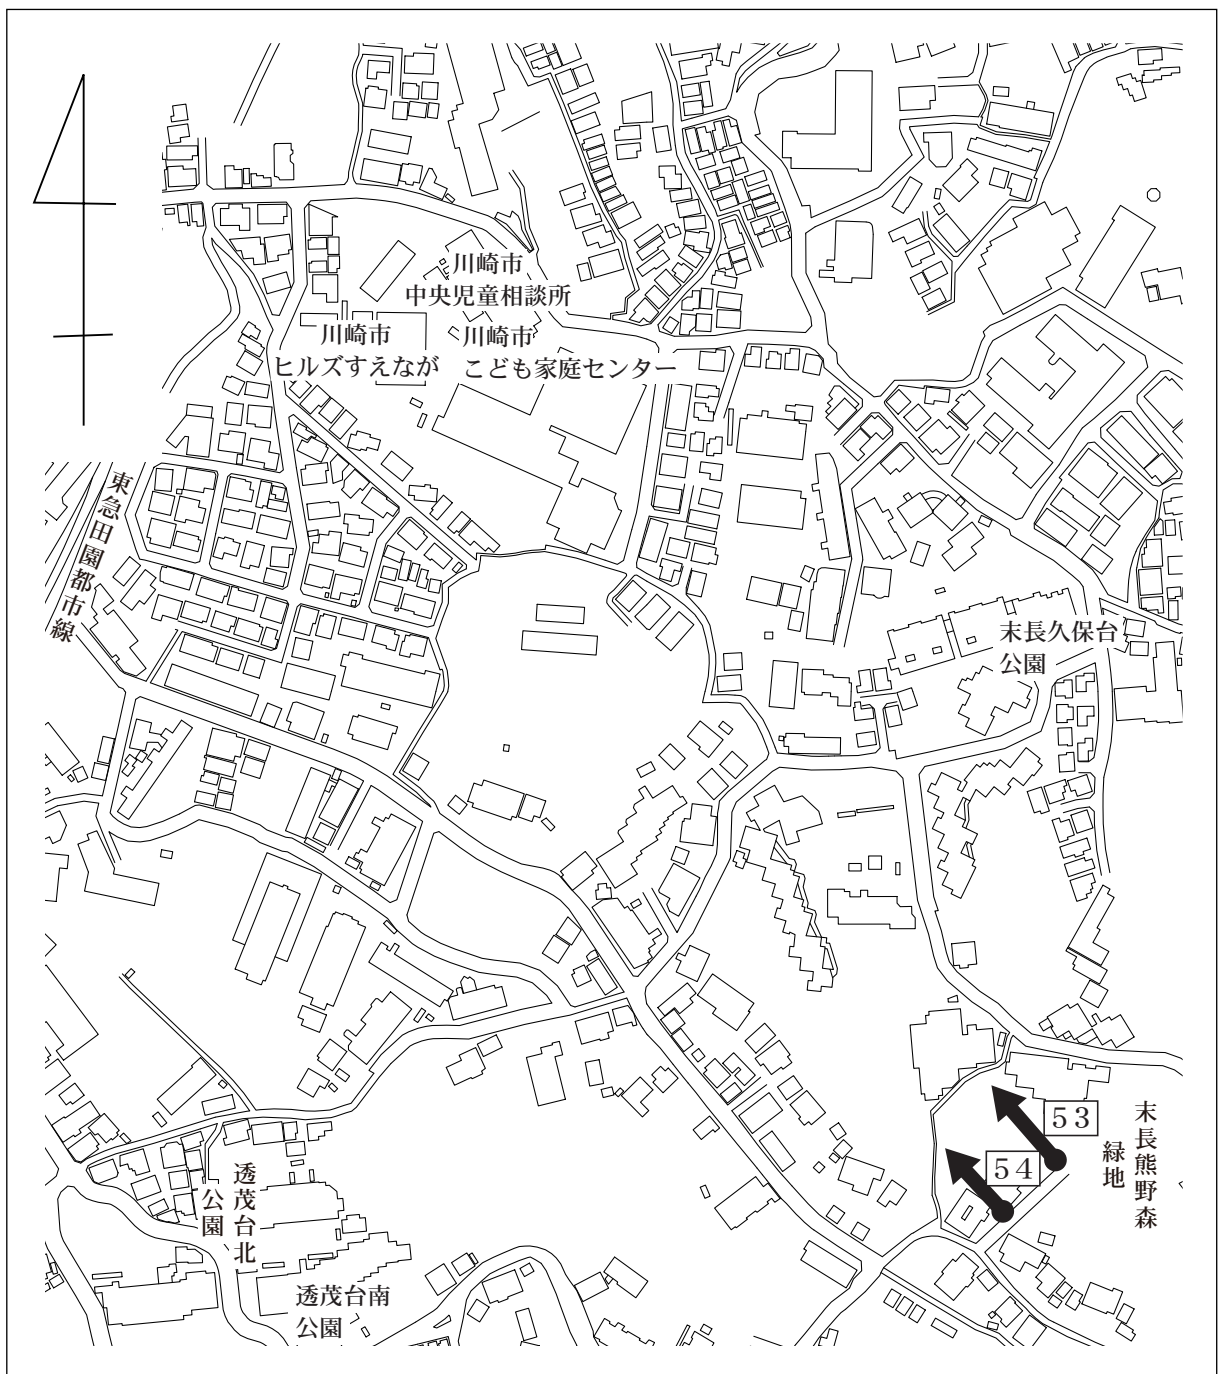 川崎市
中央児童相談所
川崎市
ヒルズすえなが
川崎市
こども家庭センター
東急田園都市線
末長久保台
公園
53
54
末長熊野森
緑地
透茂台北
公園
透茂台南
公園